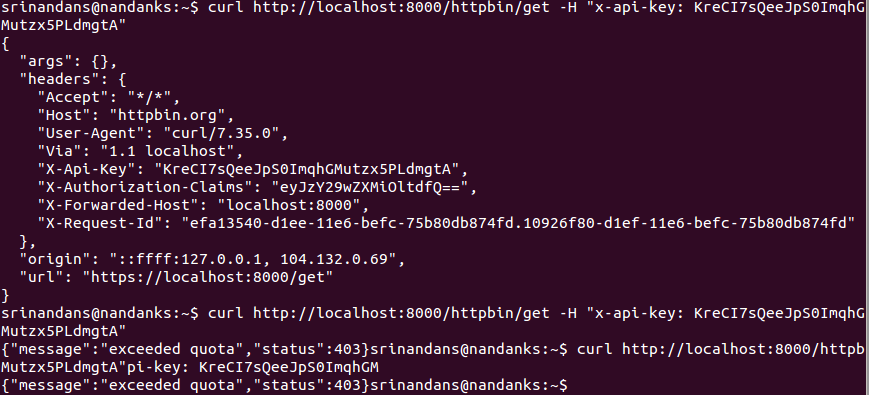 srinandans@nandanks:~$ curl http://localhost:8000/httpbin/get -H "x-api-key: KreCI7sQeeJpS0ImqhG
Mutzx5PLdmgtA"
{
  "args": {},
  "headers": {
    "Accept": "*/*",
    "Host": "httpbin.org",
    "User-Agent": "curl/7.35.0",
    "Via": "1.1 localhost",
    "X-Api-Key": "KreCI7sQeeJpS0ImqhGMutzx5PLdmgtA",
    "X-Authorization-Claims": "eyJzY29wZXMiOltdfQ==",
    "X-Forwarded-Host": "localhost:8000",
    "X-Request-Id": "efa13540-d1ee-11e6-befc-75b80db874fd.10926f80-d1ef-11e6-befc-75b80db874fd"
  },
  "origin": "::ffff:127.0.0.1, 104.132.0.69",
  "url": "https://localhost:8000/get"
}
srinandans@nandanks:~$ curl http://localhost:8000/httpbin/get -H "x-api-key: KreCI7sQeeJpS0ImqhG
Mutzx5PLdmgtA"
{"message":"exceeded quota","status":403}srinandans@nandanks:~$ curl http://localhost:8000/httpb
Mutzx5PLdmgtA"pi-key: KreCI7sQeeJpS0ImqhGM
{"message":"exceeded quota","status":403}srinandans@nandanks:~$